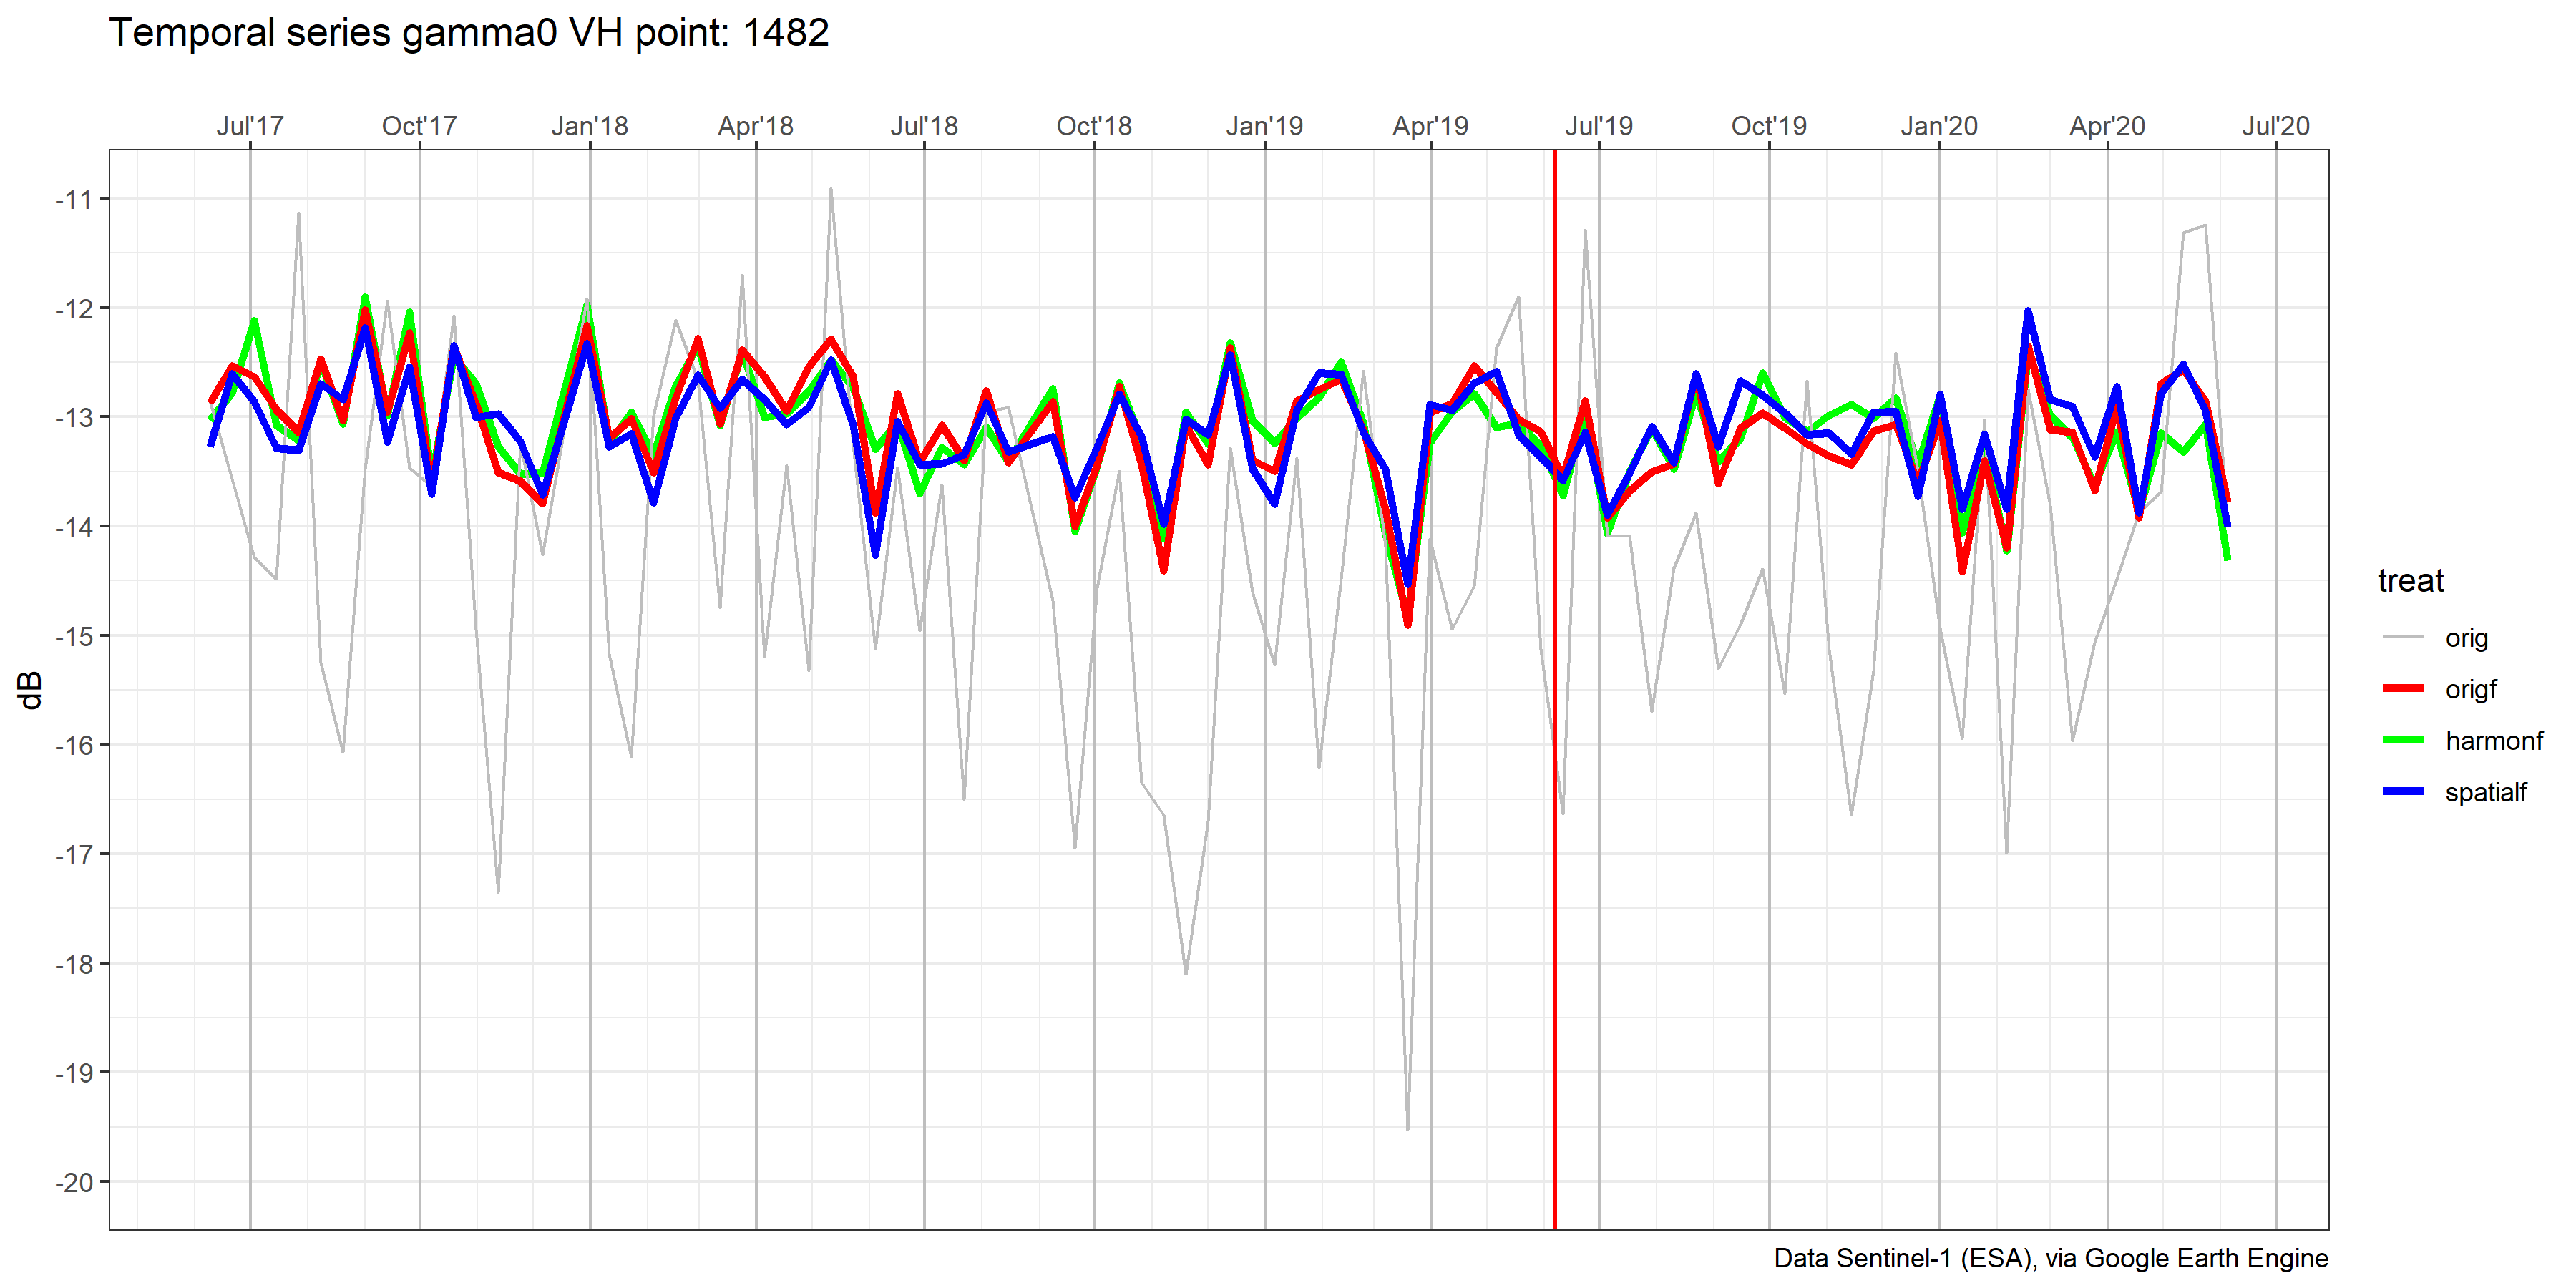 Temporal series gamma0 VH point: 1482
Jul'17 Oct'17 Jan'18 Apr'18 Jul'18 Oct'18 Jan'19 Apr'19 Jul'19 Oct'19 Jan'20 Apr'20 Jul'20
-11
-12
-13
-14
-15
-16
-17
-18
-19
-20
dB
treat
orig
origf
harmonf
spatialf
Data Sentinel-1 (ESA), via Google Earth Engine